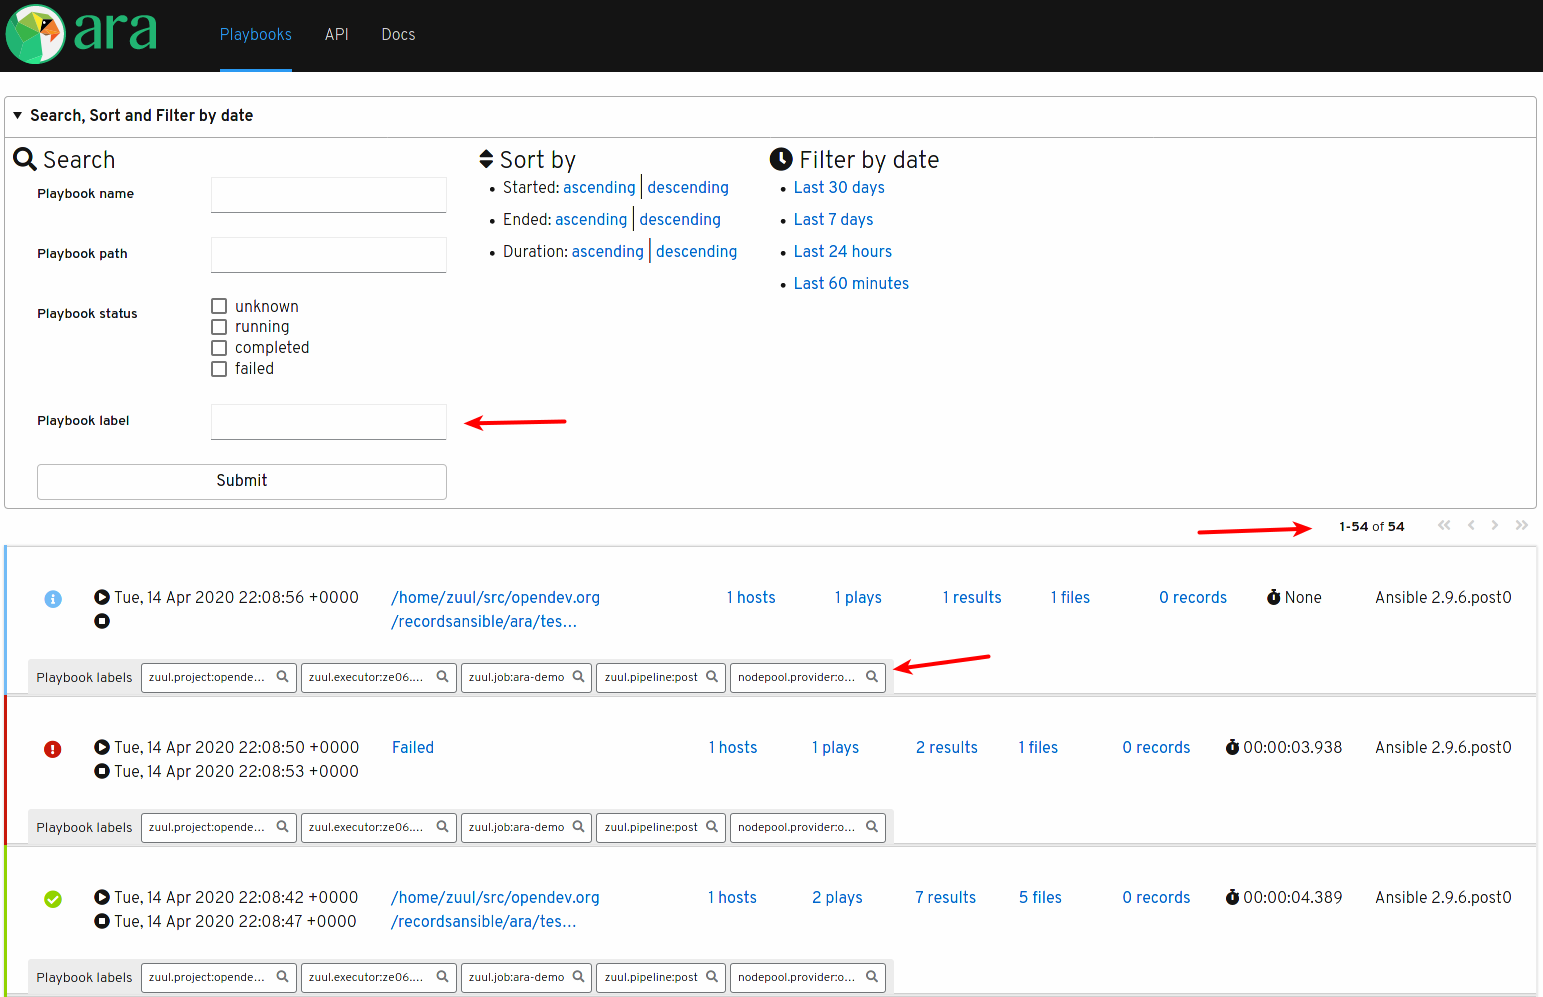 ara
Playbooks API Docs
Search, Sort and Filter by date
Search
Playbook name
Playbook path
Playbook status
unknown
running
completed
failed
Playbook label
Submit
Sort by
Started: ascending descending
Ended: ascending descending
Duration: ascending descending
Filter by date
Last 30 days
Last 7 days
Last 24 hours
Last 60 minutes
1-54 of 54
Tue, 14 Apr 2020 22:08:56 +0000
/home/zuul/src/opendev.org
/recordsansible/ara/tes...
1 hosts 1 plays 1 results 1 files 0 records None Ansible 2.9.6.post0
Playbook labels zuul.project:opende... zuul.executor:ze06.... zuul.job:ara-demo zuul.pipeline:post nodepool.provider:o...
Tue, 14 Apr 2020 22:08:50 +0000
Tue, 14 Apr 2020 22:08:53 +0000
Failed 1 hosts 1 plays 2 results 1 files 0 records 00:00:03.938 Ansible 2.9.6.post0
Playbook labels zuul.project:opende... zuul.executor:ze06.... zuul.job:ara-demo zuul.pipeline:post nodepool.provider:o...
Tue, 14 Apr 2020 22:08:42 +0000
Tue, 14 Apr 2020 22:08:47 +0000
/home/zuul/src/opendev.org
/recordsansible/ara/tes...
1 hosts 2 plays 7 results 5 files 0 records 00:00:04.389 Ansible 2.9.6.post0
Playbook labels zuul.project:opende... zuul.executor:ze06.... zuul.job:ara-demo zuul.pipeline:post nodepool.provider:o...